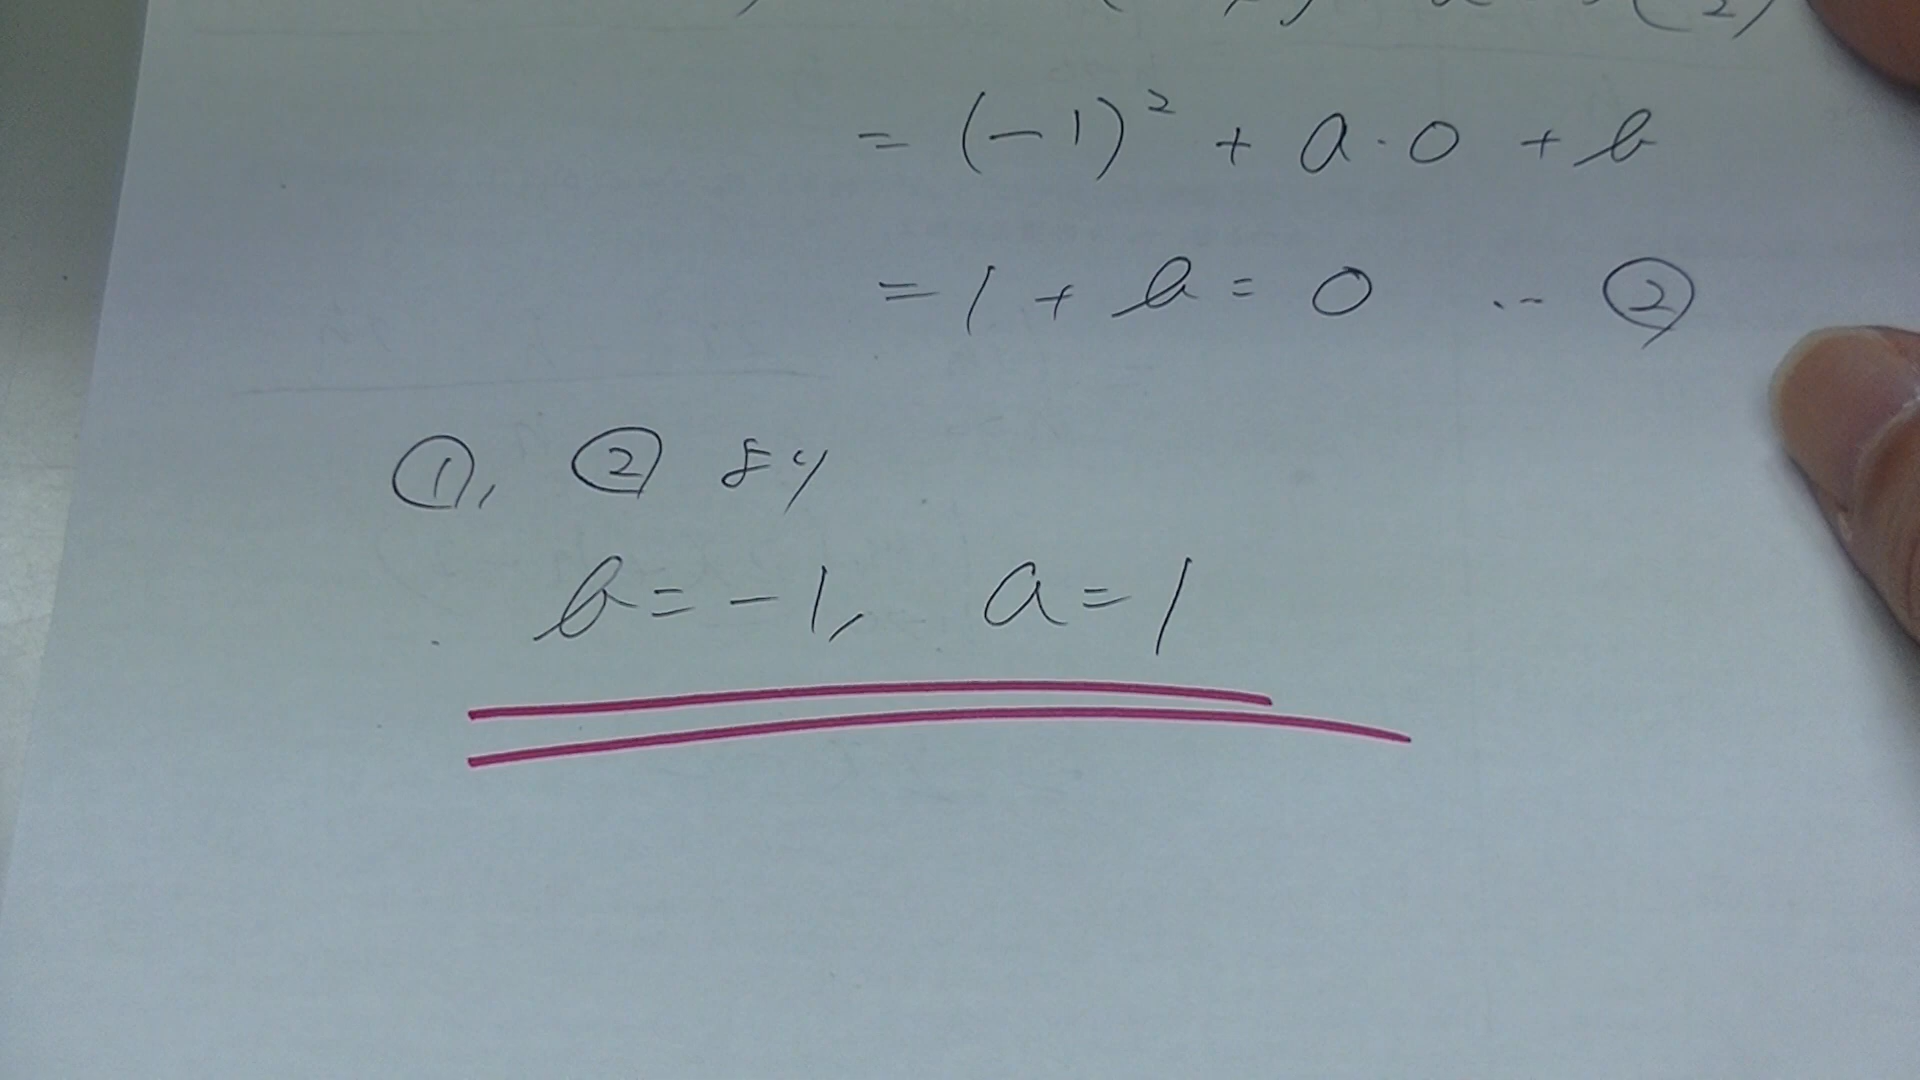 = (-1)² + a・0 + b
= 1 + b = 0 ‥ ②
①, ② より
b = -1, a = 1